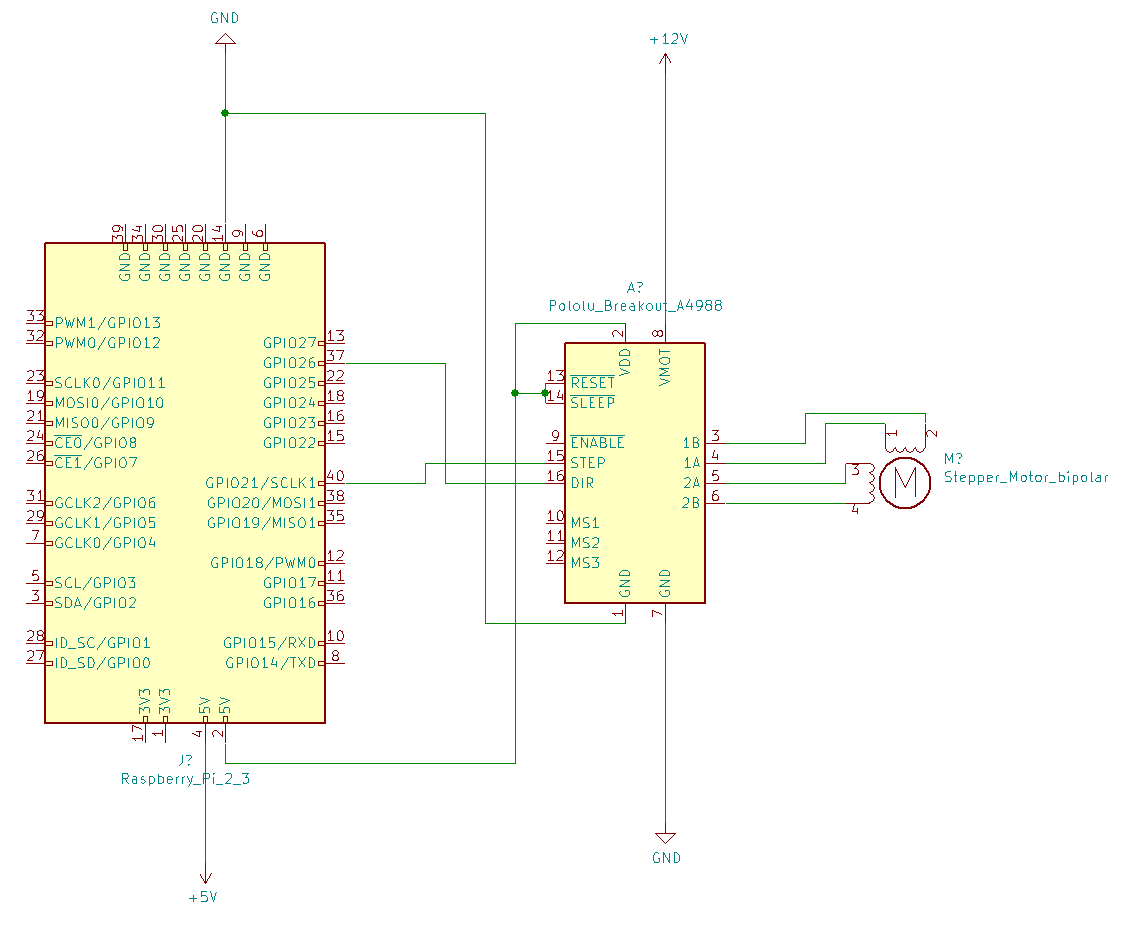 GND
+12V
39
34
30
25
20
14
9
6
GND
GND
GND
GND
GND
GND
GND
GND
33 PWM1/GPIO13
32 PWM0/GPIO12
23 SCLK0/GPIO11
19 MOSI0/GPIO10
21 MISO0/GPIO9
24 CE0/GPIO8
26 CE1/GPIO7
31 GCLK2/GPIO6
29 GCLK1/GPIO5
7 GCLK0/GPIO4
5 SCL/GPIO3
3 SDA/GPIO2
28 ID_SC/GPIO1
27 ID_SD/GPIO0
GPIO27 13
GPIO26 37
GPIO25 22
GPIO24 18
GPIO23 16
GPIO22 15
GPIO21/SCLK1 40
GPIO20/MOSI1 38
GPIO19/MISO1 35
GPIO18/PWM0 12
GPIO17 11
GPIO16 36
GPIO15/RXD 10
GPIO14/TXD 8
3V3
3V3
5V
5V
17
1
4
2
J?
Raspberry_Pi_2_3
+5V
A?
Pololu_Breakout_A4988
2
8
VDD
VMOT
13 RESET
14 SLEEP
9 ENABLE
15 STEP
16 DIR
10 MS1
11 MS2
12 MS3
1B 3
1A 4
2A 5
2B 6
GND
GND
1
7
GND
1
2
3
4
M
M?
Stepper_Motor_bipolar